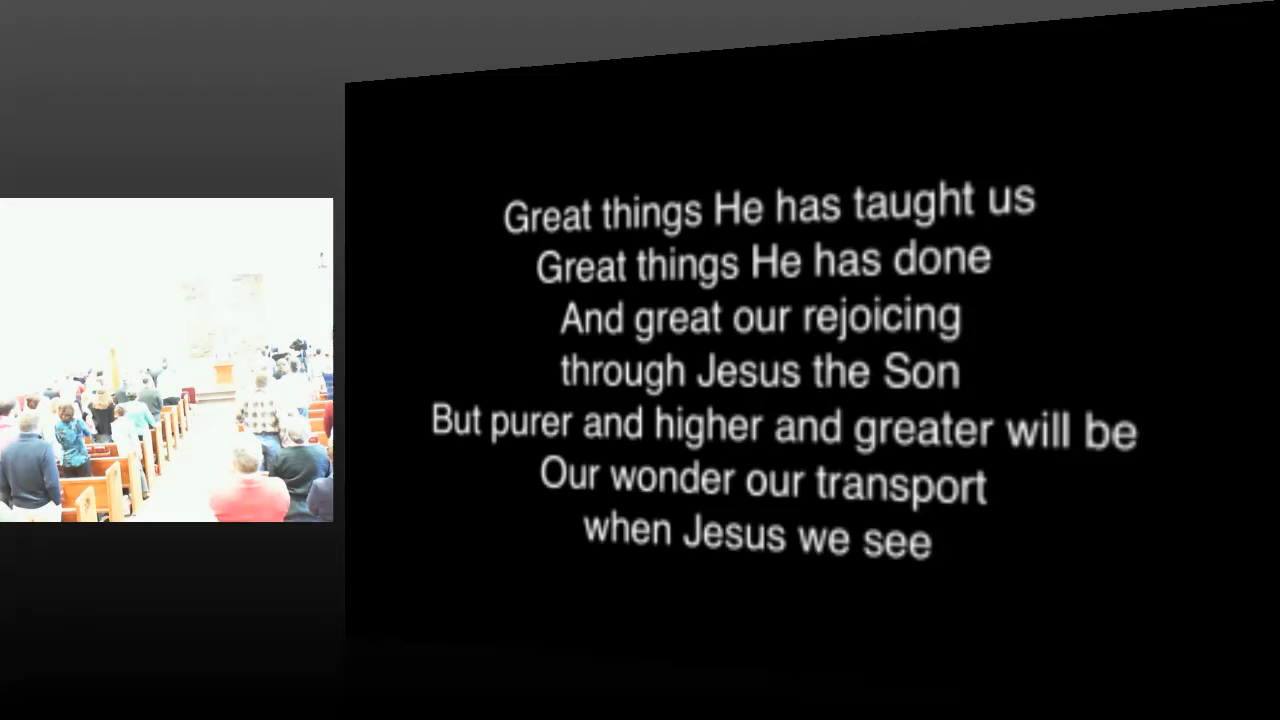 Great things He has taught us
Great things He has done
And great our rejoicing
through Jesus the Son
But purer and higher and greater will be
Our wonder our transport
when Jesus we see